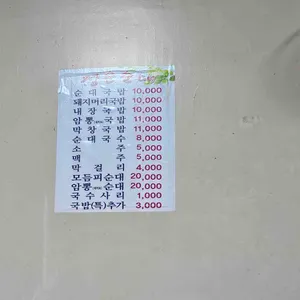 순대국밥 10,000
돼지머리국밥 10,000
내장국밥 10,000
암뽕국밥 11,000
막창국밥 11,000
순대국수 8,000
소주 5,000
맥주 5,000
막걸리 4,000
모듬피순대 20,000
암뽕순대 20,000
국수사리 1,000
국밥(특)추가 3,000